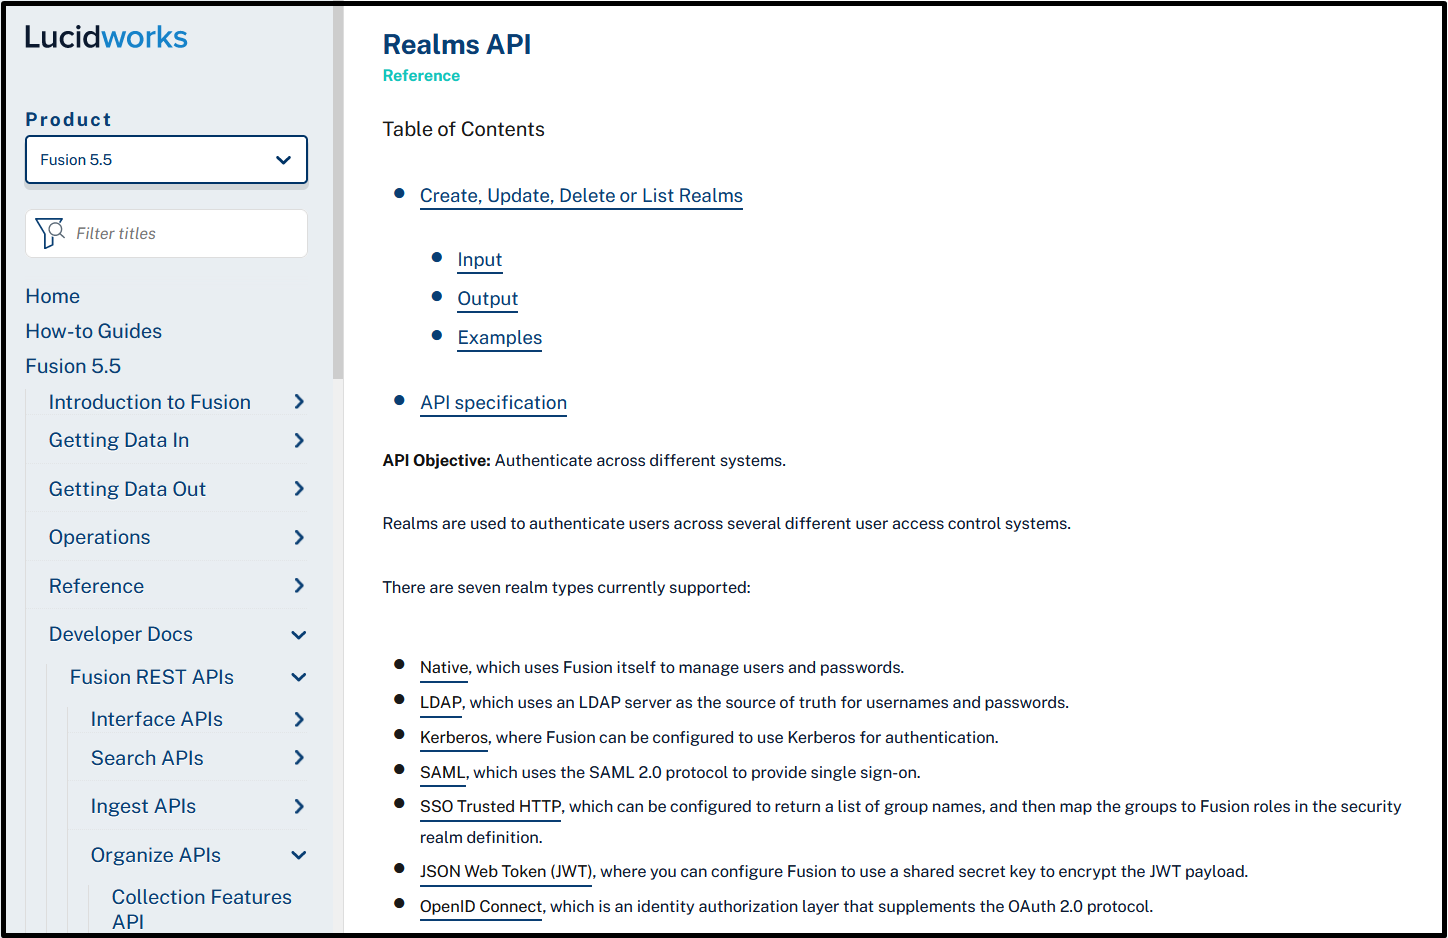 Lucidworks
Product
Fusion 5.5
Filter titles
Home
How-to Guides
Fusion 5.5
Introduction to Fusion
Getting Data In
Getting Data Out
Operations
Reference
Developer Docs
Fusion REST APIs
Interface APIs
Search APIs
Ingest APIs
Organize APIs
Collection Features
API
Realms API
Reference
Table of Contents
Create, Update, Delete or List Realms
Input
Output
Examples
API specification
API Objective: Authenticate across different systems.
Realms are used to authenticate users across several different user access control systems.
There are seven realm types currently supported:
Native, which uses Fusion itself to manage users and passwords.
LDAP, which uses an LDAP server as the source of truth for usernames and passwords.
Kerberos, where Fusion can be configured to use Kerberos for authentication.
SAML, which uses the SAML 2.0 protocol to provide single sign-on.
SSO Trusted HTTP, which can be configured to return a list of group names, and then map the groups to Fusion roles in the security
realm definition.
JSON Web Token (JWT), where you can configure Fusion to use a shared secret key to encrypt the JWT payload.
OpenID Connect, which is an identity authorization layer that supplements the OAuth 2.0 protocol.